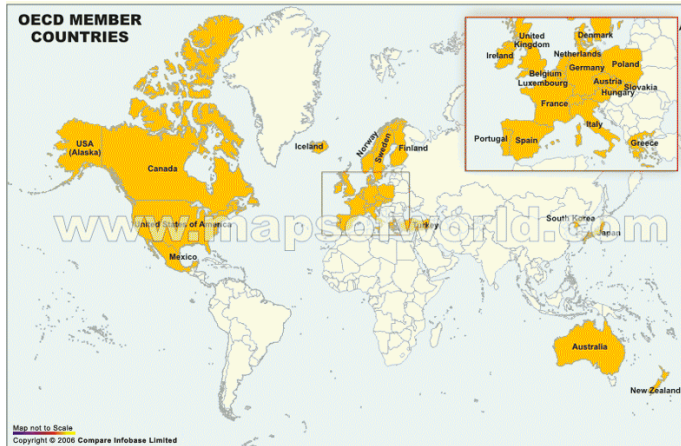 OECD MEMBER
COUNTRIES
USA
(Alaska)
Canada
United States of America
Mexico
Iceland
Norway
Sweden
Finland
Turkey
South Korea
Japan
Australia
New Zealand
United
Kingdom
Ireland
Denmark
Netherlands
Germany
Poland
Belgium
Luxembourg
Austria
Slovakia
Hungary
France
Italy
Portugal
Spain
Greece
www.mapsofworld.com
Map not to Scale
Copyright © 2006 Compare Infobase Limited